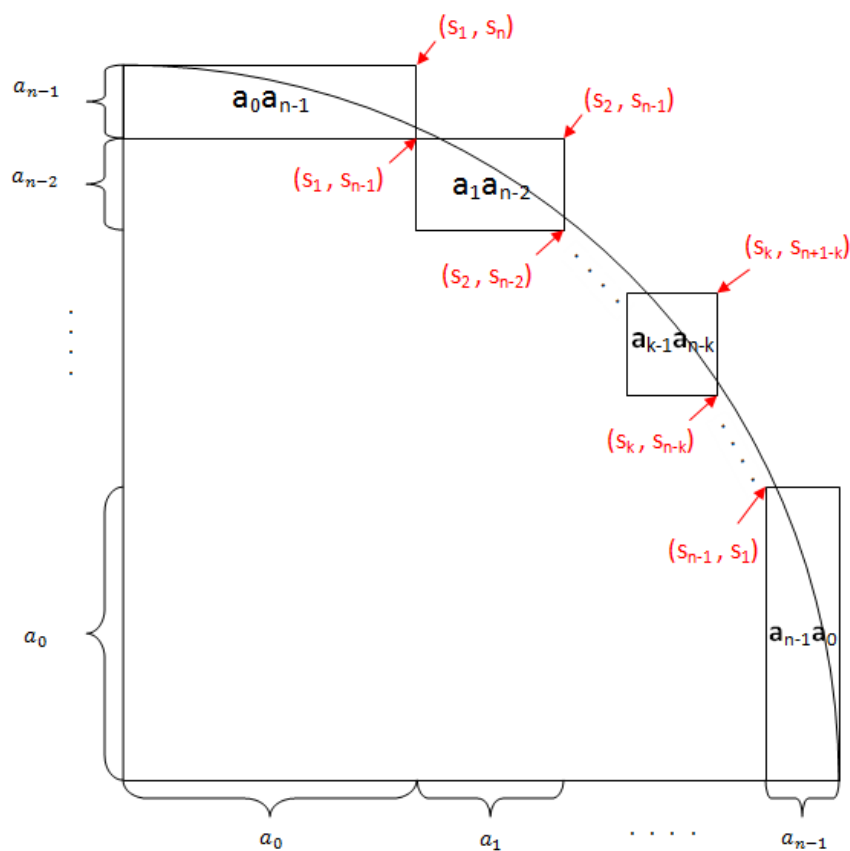 (s₁ , sₙ)
aₙ₋₁
a₀aₙ₋₁
(s₂ , sₙ₋₁)
aₙ₋₂
(s₁ , sₙ₋₁)
a₁aₙ₋₂
(s₂ , sₙ₋₂)
(sₖ , sₙ₊₁₋ₖ)
. . . .
. . . .
aₖ₋₁aₙ₋ₖ
(sₖ , sₙ₋ₖ)
. . . .
(sₙ₋₁ , s₁)
a₀
aₙ₋₁a₀
a₀ a₁ . . . . aₙ₋₁